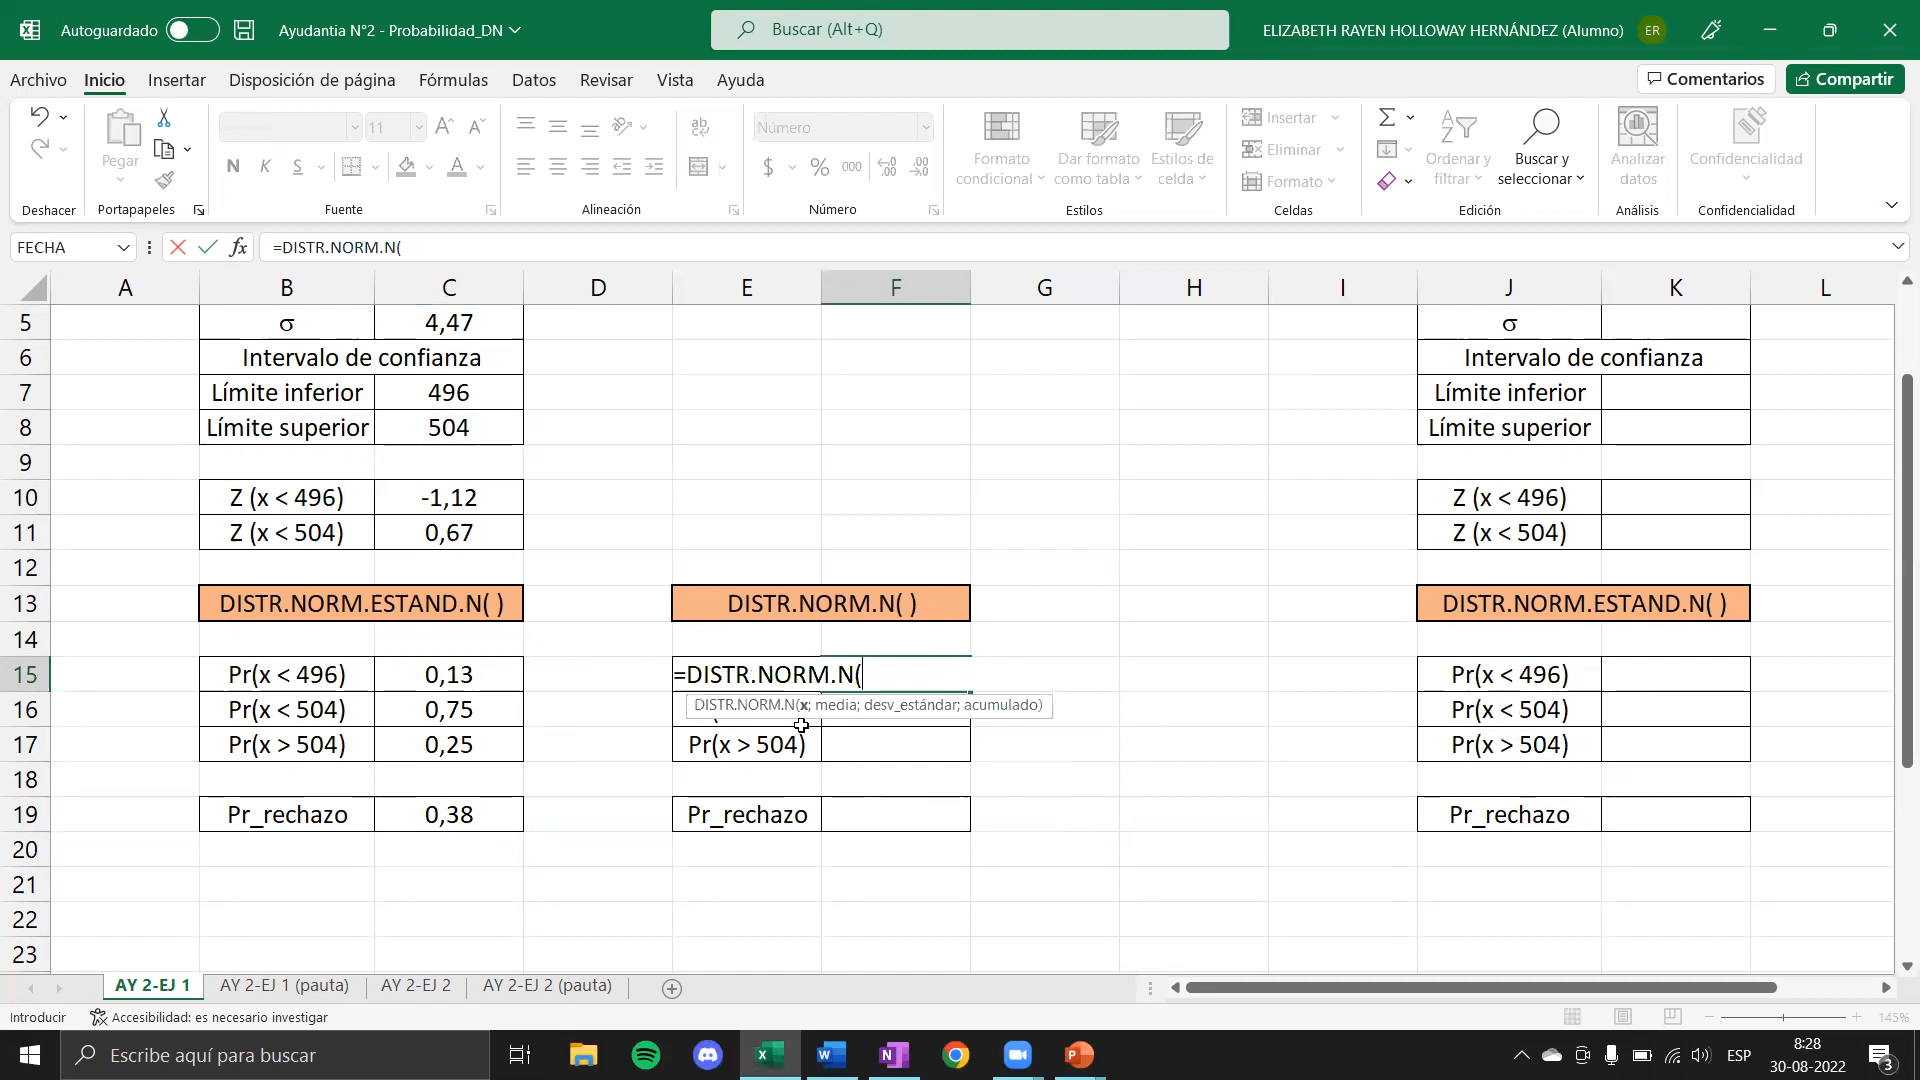 Autoguardado
Ayudantia N°2 - Probabilidad_DN
Buscar (Alt+Q)
ELIZABETH RAYEN HOLLOWAY HERNÁNDEZ (Alumno)
ER
Archivo Inicio Insertar Disposición de página Fórmulas Datos Revisar Vista Ayuda
Comentarios Compartir
Pegar
11
N K S
ab
Número
$ % 000
Formato condicional
Dar formato como tabla
Estilos de celda
Insertar
Eliminar
Formato
Ordenar y filtrar
Buscar y seleccionar
Analizar datos
Confidencialidad
Deshacer Portapapeles Fuente Alineación Número Estilos Celdas Edición Análisis Confidencialidad
FECHA fx =DISTR.NORM.N(
A B C D E F G H I J K L
5 σ 4,47 σ
6 Intervalo de confianza Intervalo de confianza
7 Límite inferior 496 Límite inferior
8 Límite superior 504 Límite superior
9
10 Z (x < 496) -1,12 Z (x < 496)
11 Z (x < 504) 0,67 Z (x < 504)
12
13 DISTR.NORM.ESTAND.N( ) DISTR.NORM.N( ) DISTR.NORM.ESTAND.N( )
14
15 Pr(x < 496) 0,13 =DISTR.NORM.N( Pr(x < 496)
DISTR.NORM.N(x; media; desv_estándar; acumulado)
16 Pr(x < 504) 0,75 Pr(x < 504)
17 Pr(x > 504) 0,25 Pr(x > 504) Pr(x > 504)
18
19 Pr_rechazo 0,38 Pr_rechazo Pr_rechazo
20
21
22
23
AY 2-EJ 1 AY 2-EJ 1 (pauta) AY 2-EJ 2 AY 2-EJ 2 (pauta)
Introducir Accesibilidad: es necesario investigar 145%
Escribe aquí para buscar
ESP
8:28
30-08-2022
3